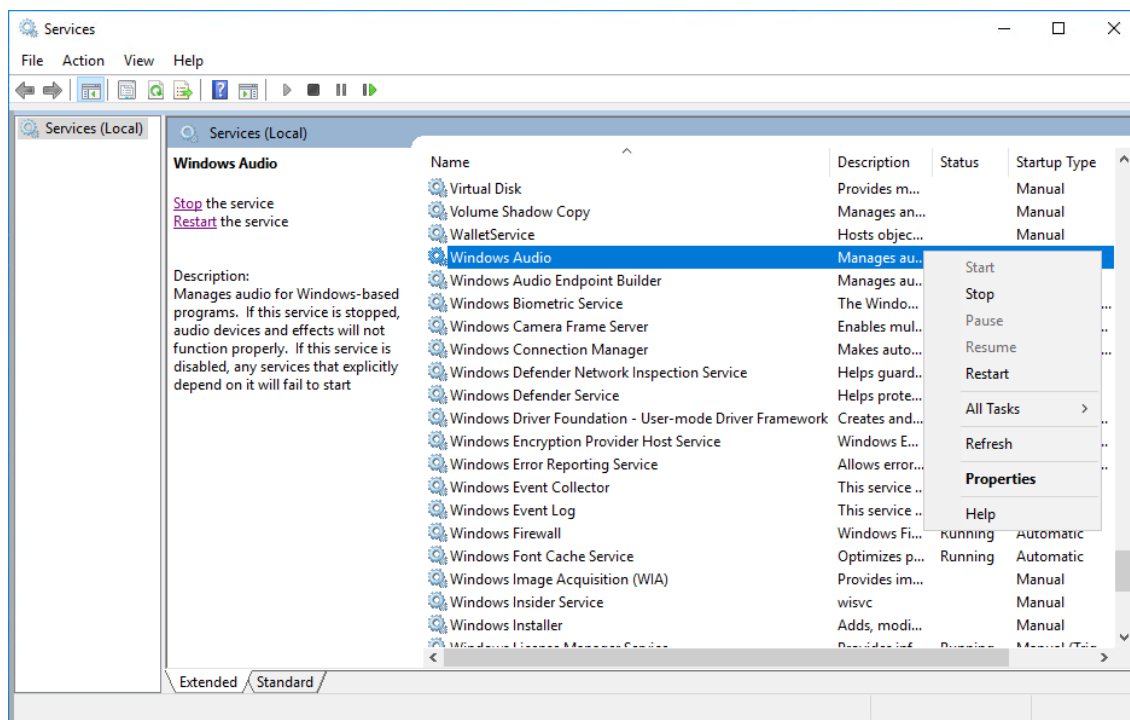 Services
File Action View Help
Services (Local)
Services (Local)
Windows Audio
Stop the service
Restart the service
Description:
Manages audio for Windows-based
programs. If this service is stopped,
audio devices and effects will not
function properly. If this service is
disabled, any services that explicitly
depend on it will fail to start
Name Description Status Startup Type
Virtual Disk Provides m... Manual
Volume Shadow Copy Manages an... Manual
WalletService Hosts objec... Manual
Windows Audio Manages au..
Windows Audio Endpoint Builder Manages au..
Windows Biometric Service The Windo... ...
Windows Camera Frame Server Enables mul.. ..
Windows Connection Manager Makes auto... ...
Windows Defender Network Inspection Service Helps guard..
Windows Defender Service Helps prote...
Windows Driver Foundation - User-mode Driver Framework Creates and... ..
Windows Encryption Provider Host Service Windows E... ..
Windows Error Reporting Service Allows error... ..
Windows Event Collector This service ..
Windows Event Log This service ..
Windows Firewall Windows Fi... Running Automatic
Windows Font Cache Service Optimizes p... Running Automatic
Windows Image Acquisition (WIA) Provides im... Manual
Windows Insider Service wisvc Manual
Windows Installer Adds, modi... Manual
Windows License Manager Service Provides inf... Running Manual (Trig...
Start
Stop
Pause
Resume
Restart
All Tasks
Refresh
Properties
Help
Extended Standard